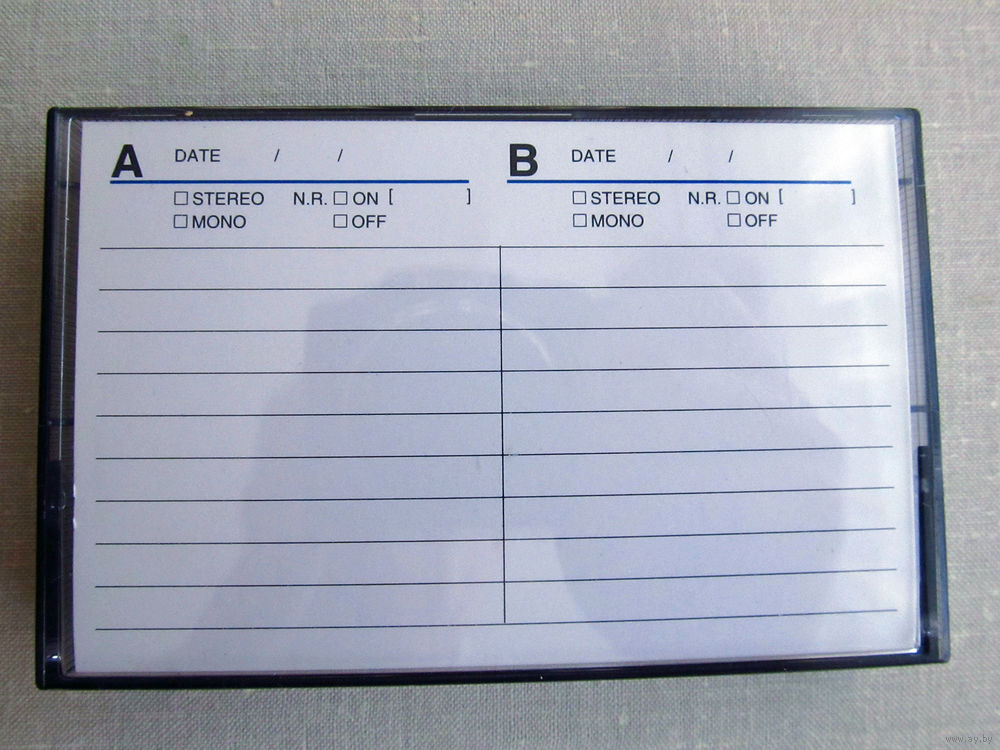 A DATE / / B DATE / /
☐ STEREO N.R. ☐ ON [ ] ☐ STEREO N.R. ☐ ON [ ]
☐ MONO ☐ OFF ☐ MONO ☐ OFF
www.ay.by